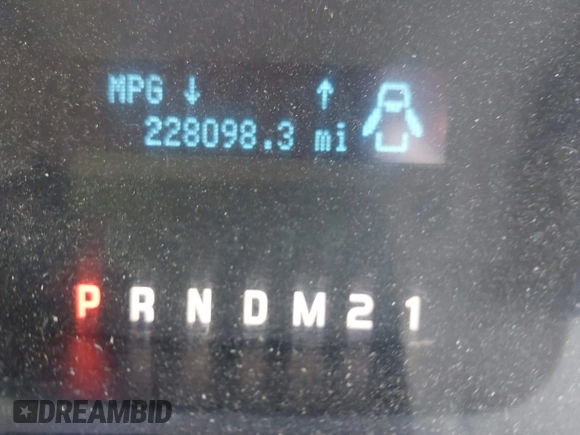 MPG ↓ ↑
228098.3 mi
P R N D M 2 1
DREAMBID